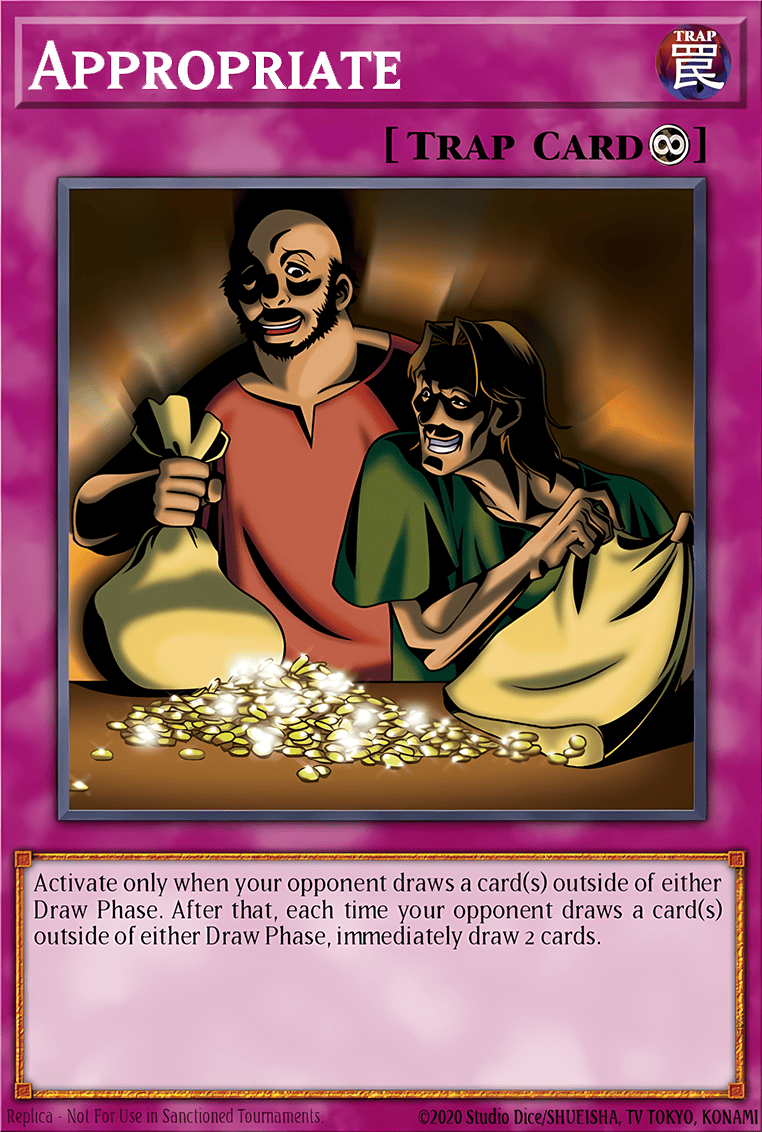 APPROPRIATE
TRAP
罠
[TRAP CARD∞]
Activate only when your opponent draws a card(s) outside of either
Draw Phase. After that, each time your opponent draws a card(s)
outside of either Draw Phase, immediately draw 2 cards.
Replica - Not For Use in Sanctioned Tournaments.
©2020 Studio Dice/SHUEISHA, TV TOKYO, KONAMI